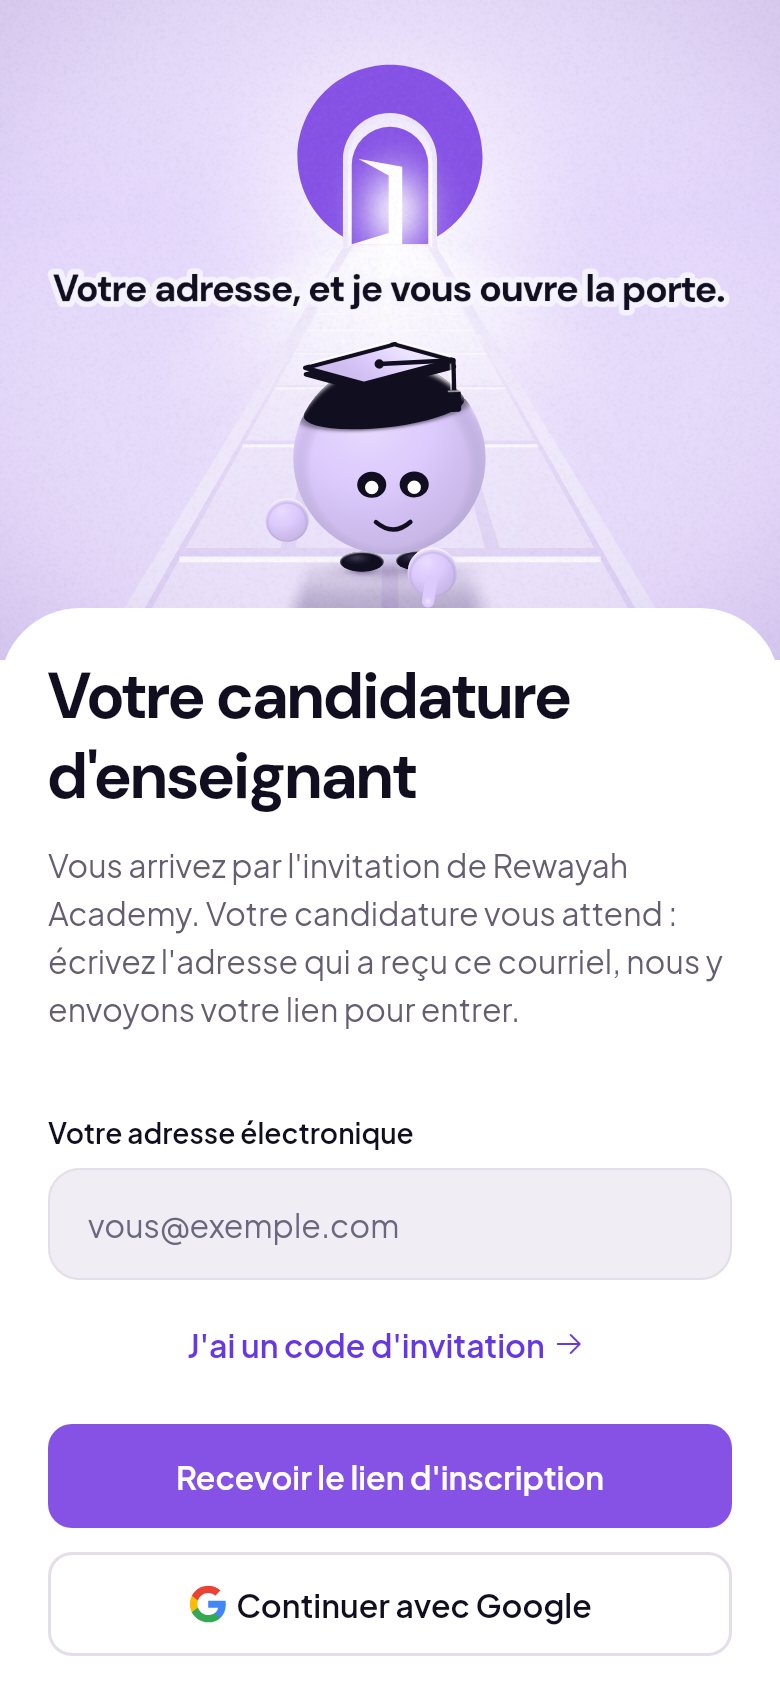 Votre adresse, et je vous ouvre la porte.
Votre candidature
d'enseignant
Vous arrivez par l'invitation de Rewayah
Academy. Votre candidature vous attend :
écrivez l'adresse qui a reçu ce courriel, nous y
envoyons votre lien pour entrer.
Votre adresse électronique
vous@exemple.com
J'ai un code d'invitation →
Recevoir le lien d'inscription
Continuer avec Google